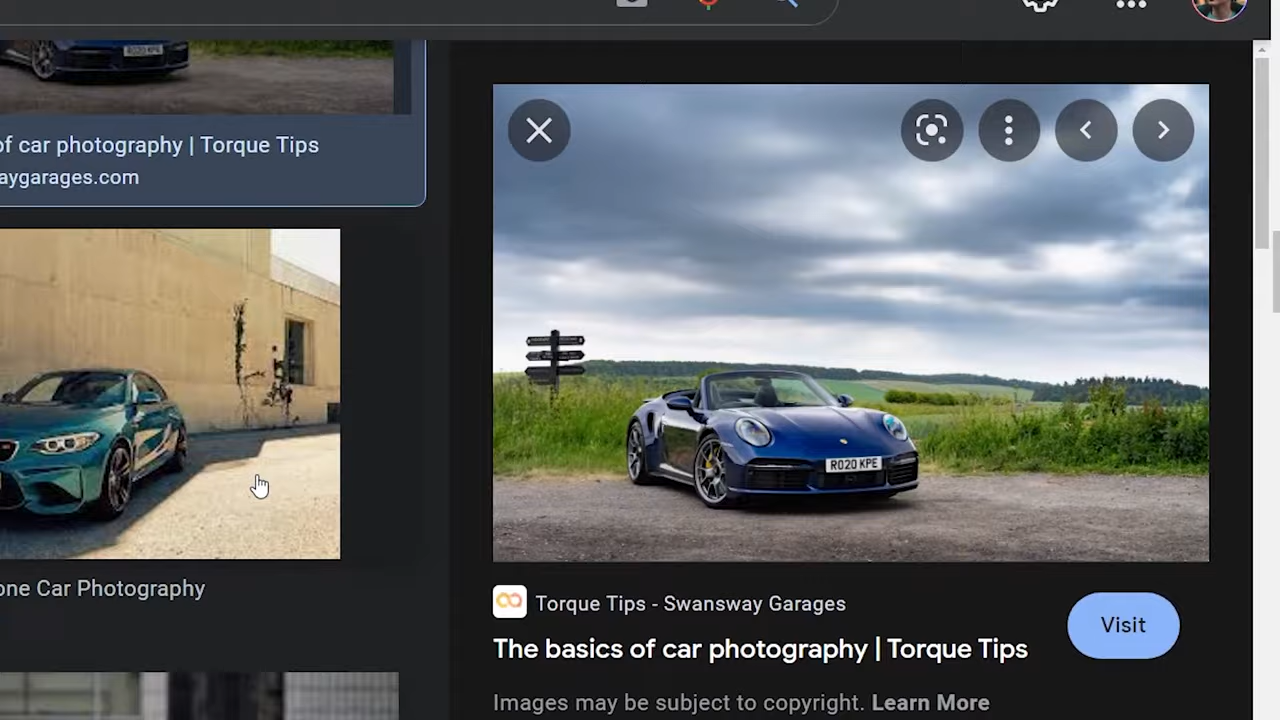 of car photography | Torque Tips
aygarages.com
one Car Photography
RO20 KPE
Torque Tips - Swansway Garages
Visit
The basics of car photography | Torque Tips
Images may be subject to copyright. Learn More